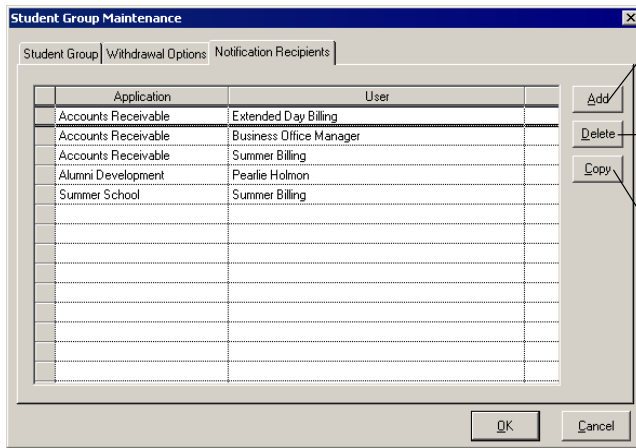 Student Group Maintenance
Student Group Withdrawal Options Notification Recipients
Application User
Accounts Receivable Extended Day Billing
Accounts Receivable Business Office Manager
Accounts Receivable Summer Billing
Alumni Development Pearlie Holmon
Summer School Summer Billing
Add
Delete
Copy
OK Cancel